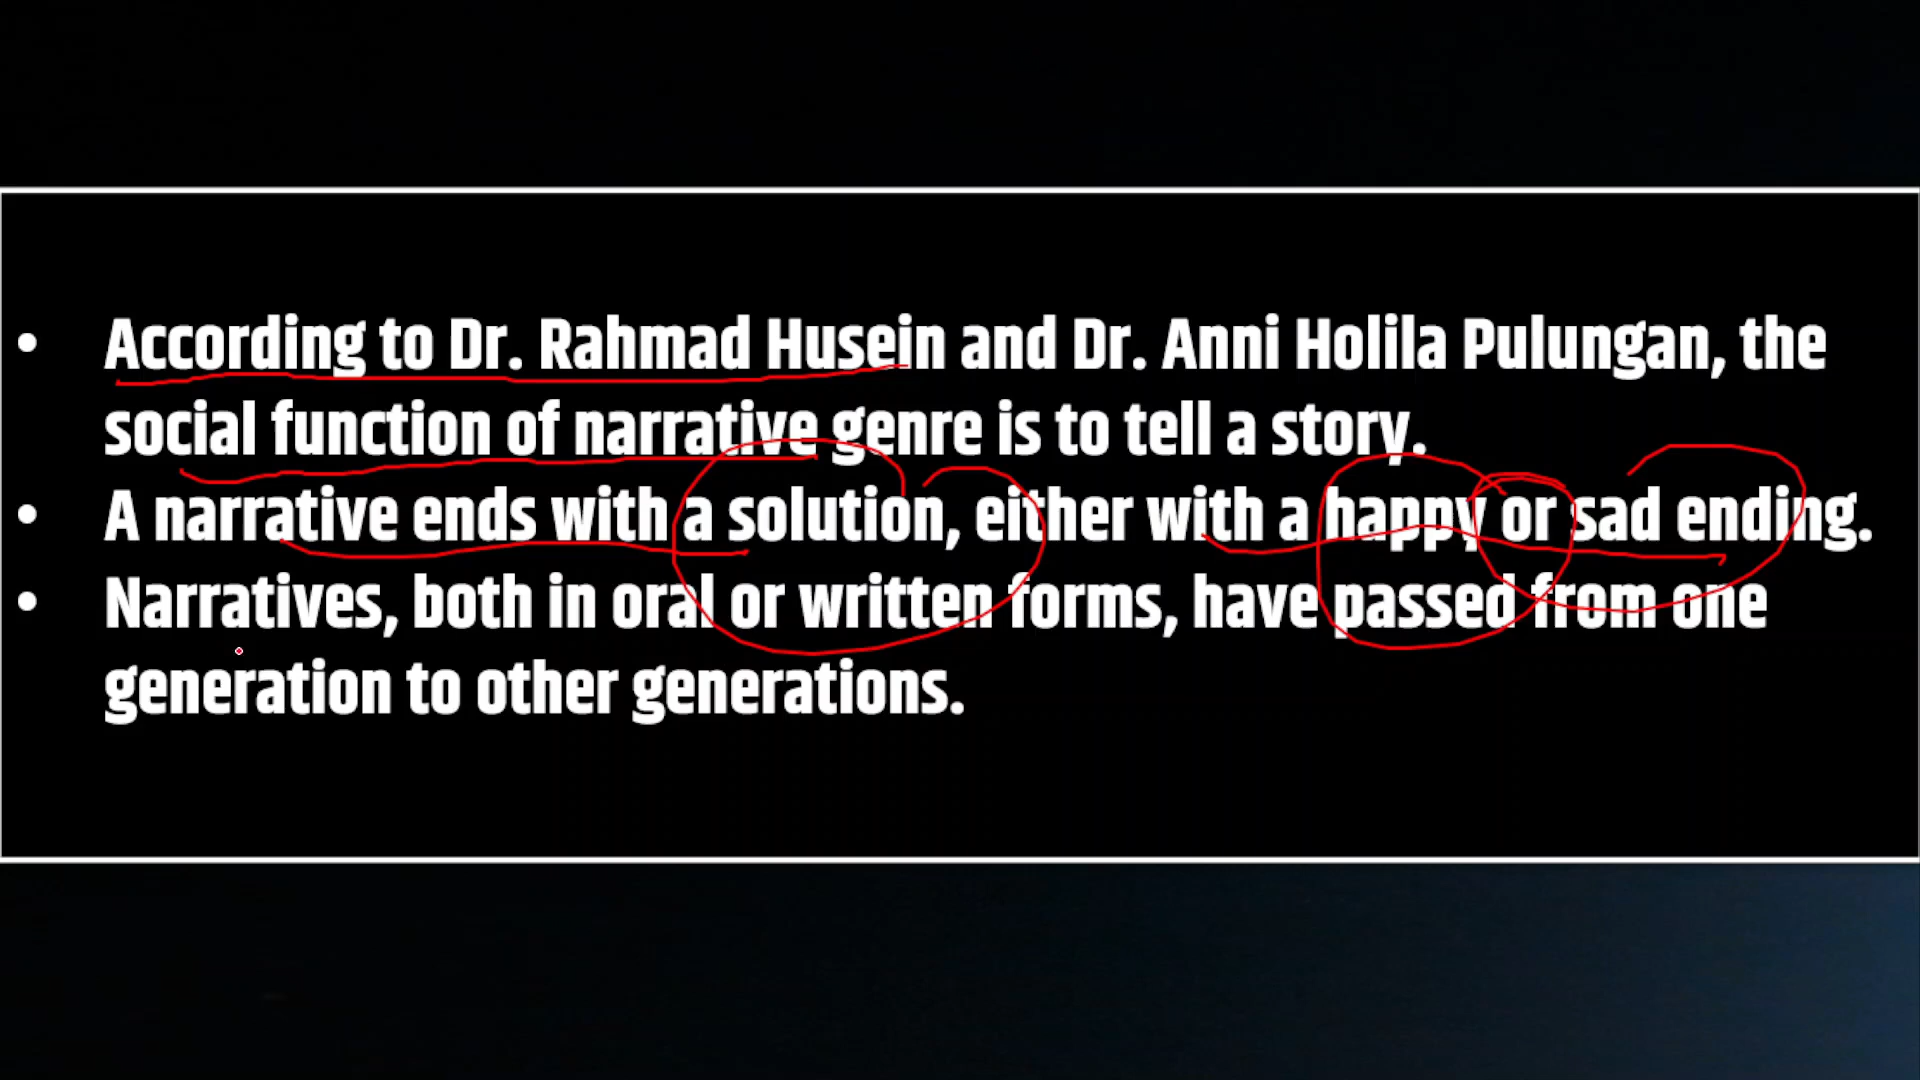 • According to Dr. Rahmad Husein and Dr. Anni Holila Pulungan, the
social function of narrative genre is to tell a story.
• A narrative ends with a solution, either with a happy or sad ending.
• Narratives, both in oral or written forms, have passed from one
generation to other generations.